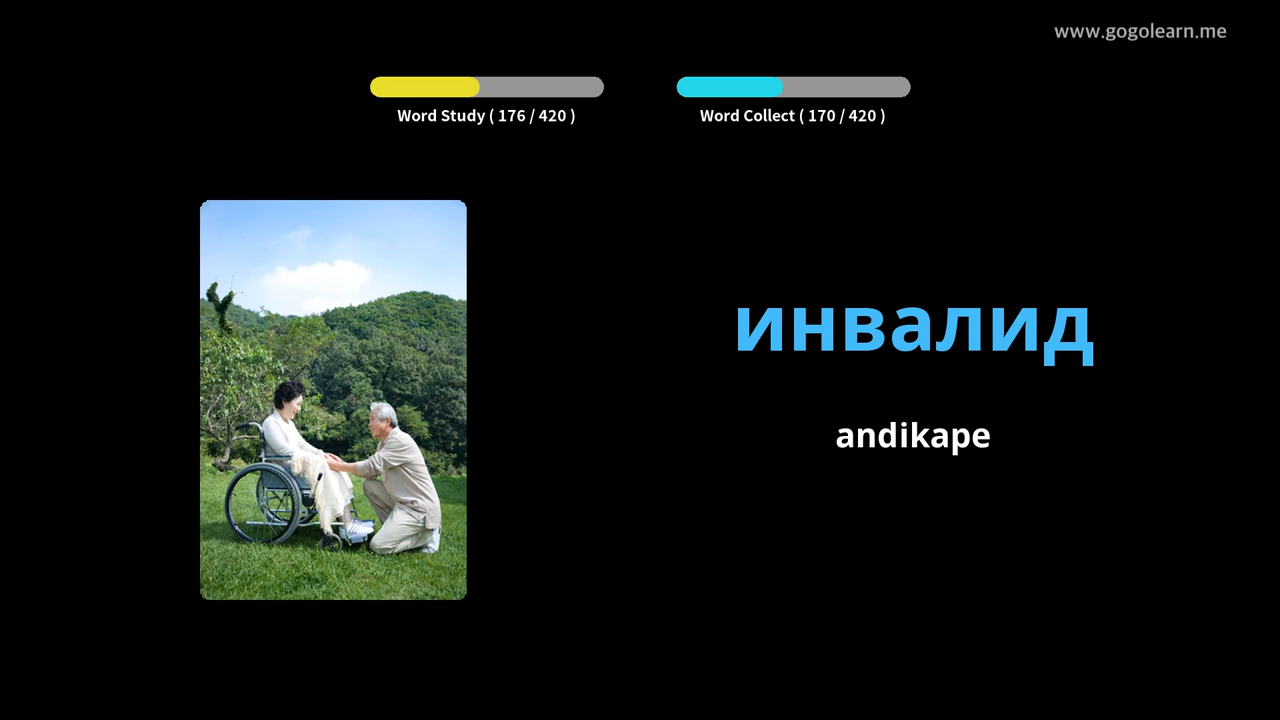 www.gogolearn.me
Word Study ( 176 / 420 )
Word Collect ( 170 / 420 )
инвалид
andikape